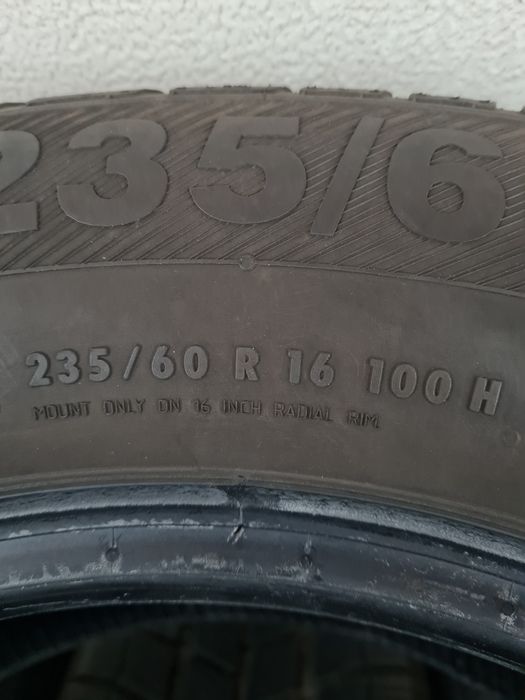 235/6
235/60 R 16 100 H
MOUNT ONLY ON 16 INCH RADIAL RIM.